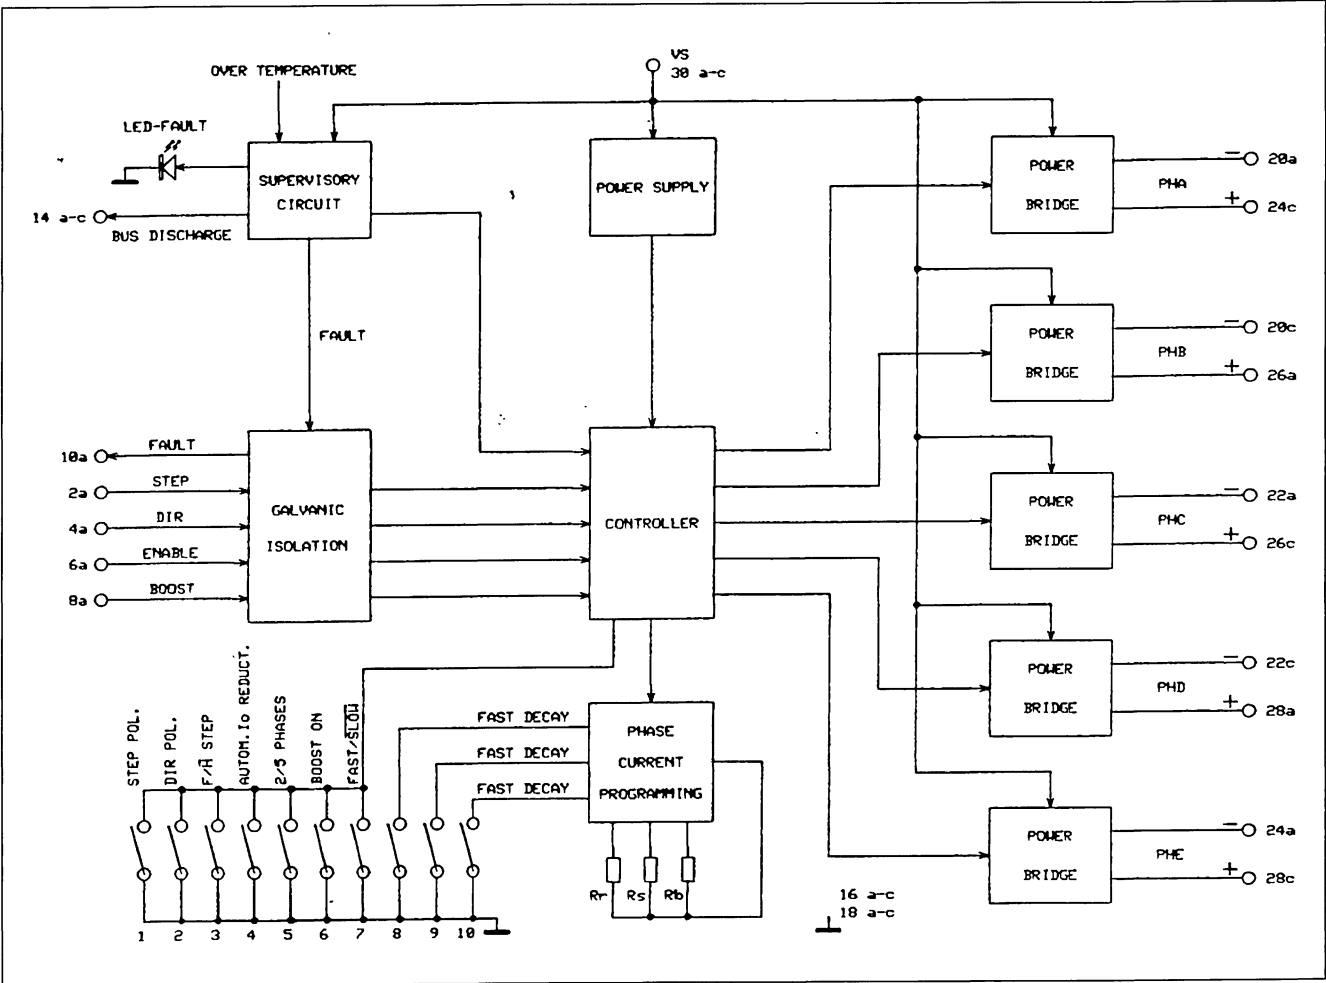 VS
30 a-c
OVER TEMPERATURE
LED-FAULT
SUPERVISORY
CIRCUIT
14 a-c
BUS DISCHARGE
POWER SUPPLY
POWER
BRIDGE
PHA
−
20a
+
24c
FAULT
POWER
BRIDGE
PHB
−
20c
+
26a
10a
FAULT
2a
STEP
4a
DIR
6a
ENABLE
8a
BOOST
GALVANIC
ISOLATION
CONTROLLER
POWER
BRIDGE
PHC
−
22a
+
26c
POWER
BRIDGE
PHD
−
22c
+
28a
STEP POL.
DIR POL.
F/H̅ STEP
AUTOM.Io REDUCT.
2/5 PHASES
BOOST ON
FAST/S̅L̅O̅W̅
FAST DECAY
FAST DECAY
FAST DECAY
PHASE
CURRENT
PROGRAMMING
Rr
Rs
Rb
POWER
BRIDGE
PHE
−
24a
+
28c
16 a-c
18 a-c
1 2 3 4 5 6 7 8 9 10